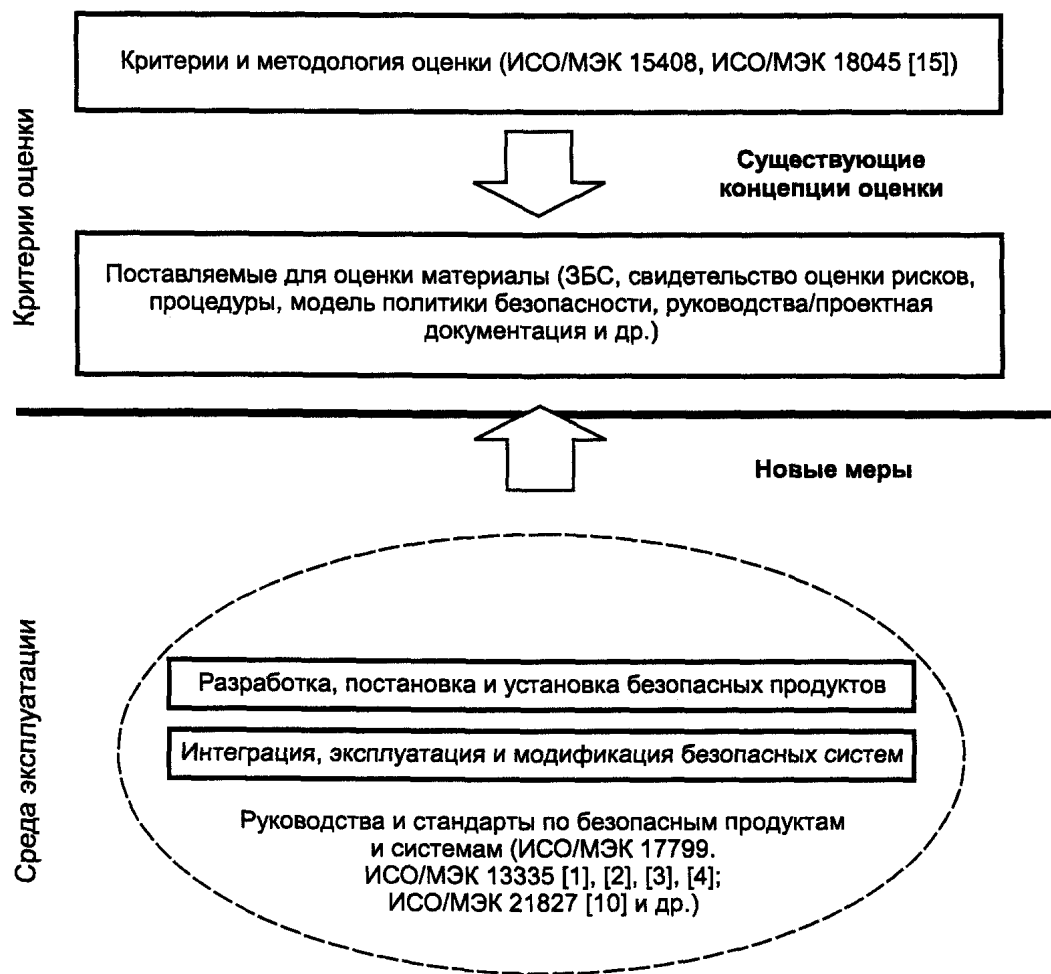 Критерии и методология оценки (ИСО/МЭК 15408, ИСО/МЭК 18045 [15])
Критерии оценки
Существующие
концепции оценки
Поставляемые для оценки материалы (ЗБС, свидетельство оценки рисков,
процедуры, модель политики безопасности, руководства/проектная
документация и др.)
Новые меры
Среда эксплуатации
Разработка, постановка и установка безопасных продуктов
Интеграция, эксплуатация и модификация безопасных систем
Руководства и стандарты по безопасным продуктам
и системам (ИСО/МЭК 17799.
ИСО/МЭК 13335 [1], [2], [3], [4];
ИСО/МЭК 21827 [10] и др.)